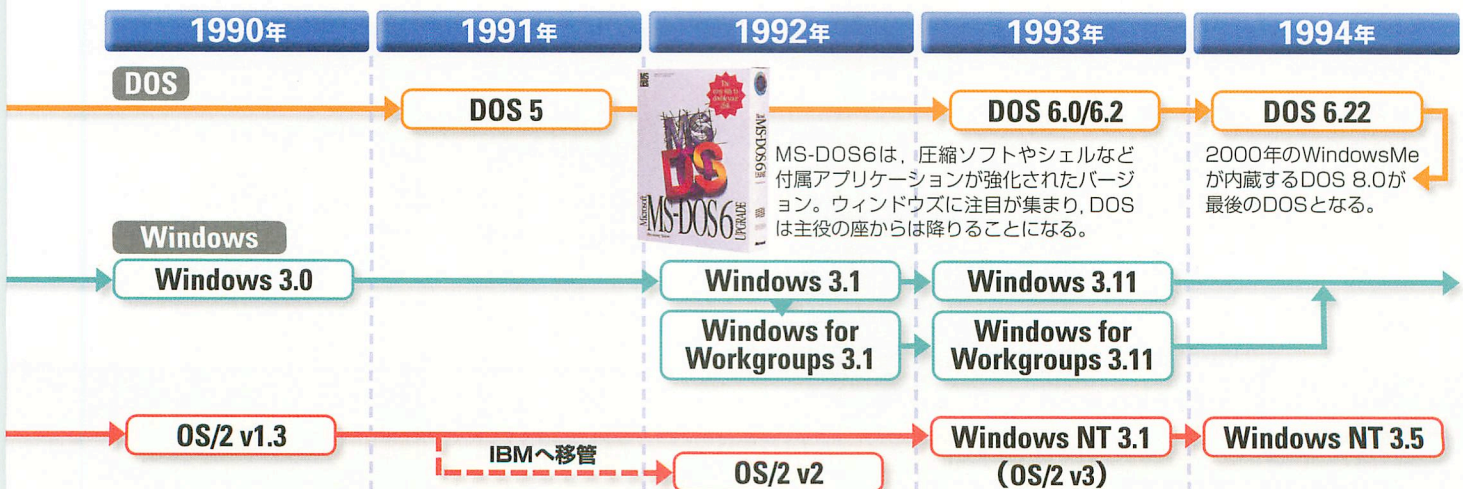 1990年 1991年 1992年 1993年 1994年
DOS
DOS 5
DOS 6.0/6.2
DOS 6.22
MS
DOS
Microsoft
MS-DOS 6
UPGRADE
MS-DOS 6
MS-DOS6は，圧縮ソフトやシェルなど
付属アプリケーションが強化されたバージ
ョン。ウィンドウズに注目が集まり，DOS
は主役の座からは降りることになる。
2000年のWindowsMe
が内蔵するDOS 8.0が
最後のDOSとなる。
Windows
Windows 3.0
Windows 3.1
Windows 3.11
Windows for
Workgroups 3.1
Windows for
Workgroups 3.11
OS/2 v1.3
IBMへ移管
OS/2 v2
Windows NT 3.1
（OS/2 v3）
Windows NT 3.5